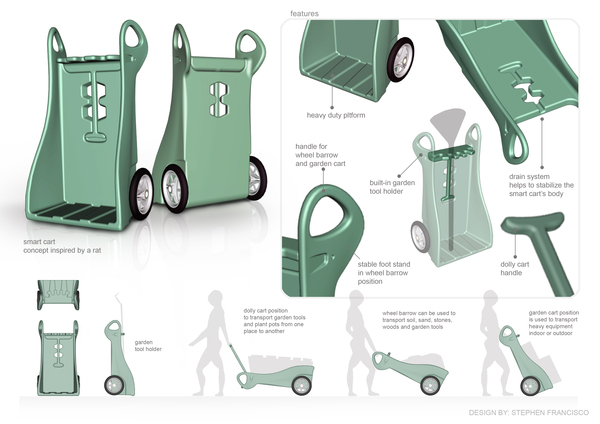 features
heavy duty pltform
handle for
wheel barrow
and garden cart
built-in garden
tool holder
drain system
helps to stabilize the
smart cart's body
stable foot stand
in wheel barrow
position
dolly cart
handle
smart cart
concept inspired by a rat
garden
tool holder
dolly cart position
to transport garden tools
and plant pots from one
place to another
wheel barrow can be used to
transport soil, sand, stones,
woods and garden tools
garden cart position
is used to transport
heavy equipment
indoor or outdoor
DESIGN BY: STEPHEN FRANCISCO